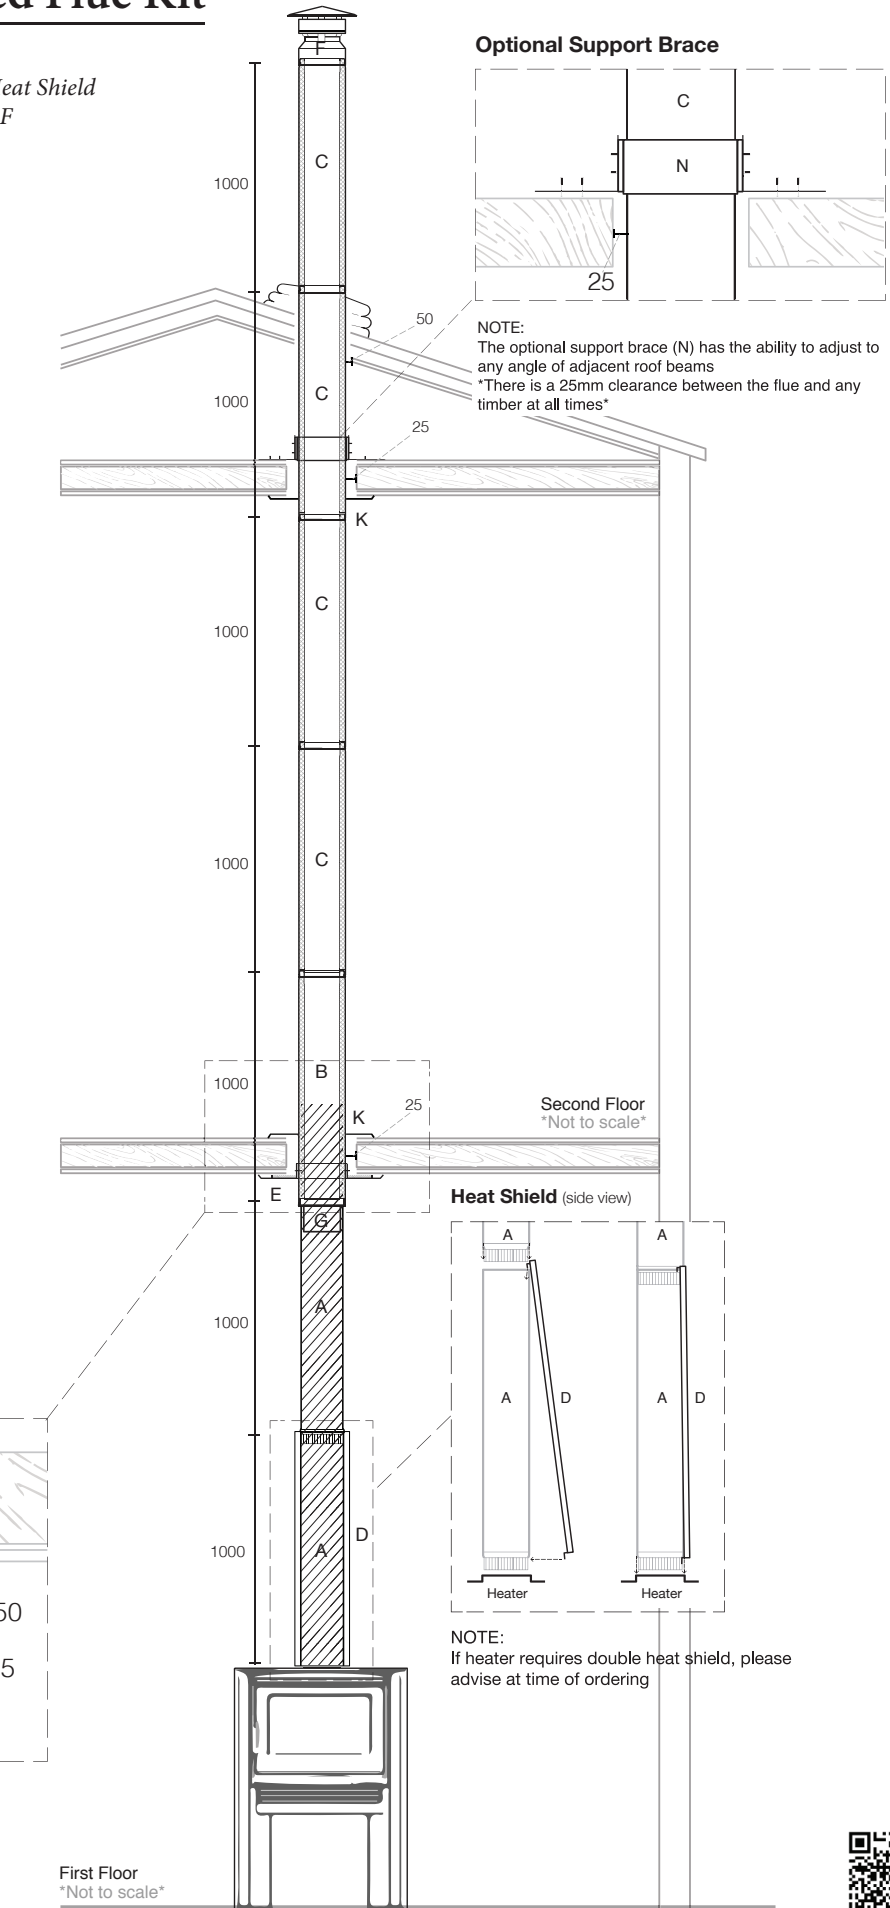 ed Flue Kit
Heat Shield
F
F
Optional Support Brace
C
N
25
NOTE:
The optional support brace (N) has the ability to adjust to
any angle of adjacent roof beams
*There is a 25mm clearance between the flue and any
timber at all times*
C
1000
50
1000
C
25
K
C
1000
C
1000
B
1000
K
25
Second Floor
*Not to scale*
E
G
A
1000
Heat Shield (side view)
A
A
A
D
A
D
Heater
Heater
NOTE:
If heater requires double heat shield, please
advise at time of ordering
D
A
1000
50
5
First Floor
*Not to scale*